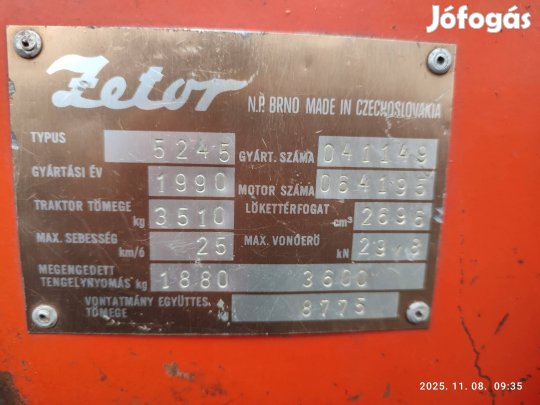 Jófogás
Zetor N.P. BRNO MADE IN CZECHOSLOVAKIA
TYPUS 5245 GYÁRT. SZÁMA 041149
GYÁRTÁSI ÉV 1990 MOTOR SZÁMA 064195
TRAKTOR TÖMEGE kg 3510 LÖKETTÉRFOGAT cm³ 2696
MAX. SEBESSÉG km/6 25 MAX. VONÓERŐ kN 29,8
MEGENGEDETT
TENGELYNYOMÁS kg 1880 3600
VONTATMÁNY EGYÜTTES
TÖMEGE 8775
2025. 11. 08. 09:35